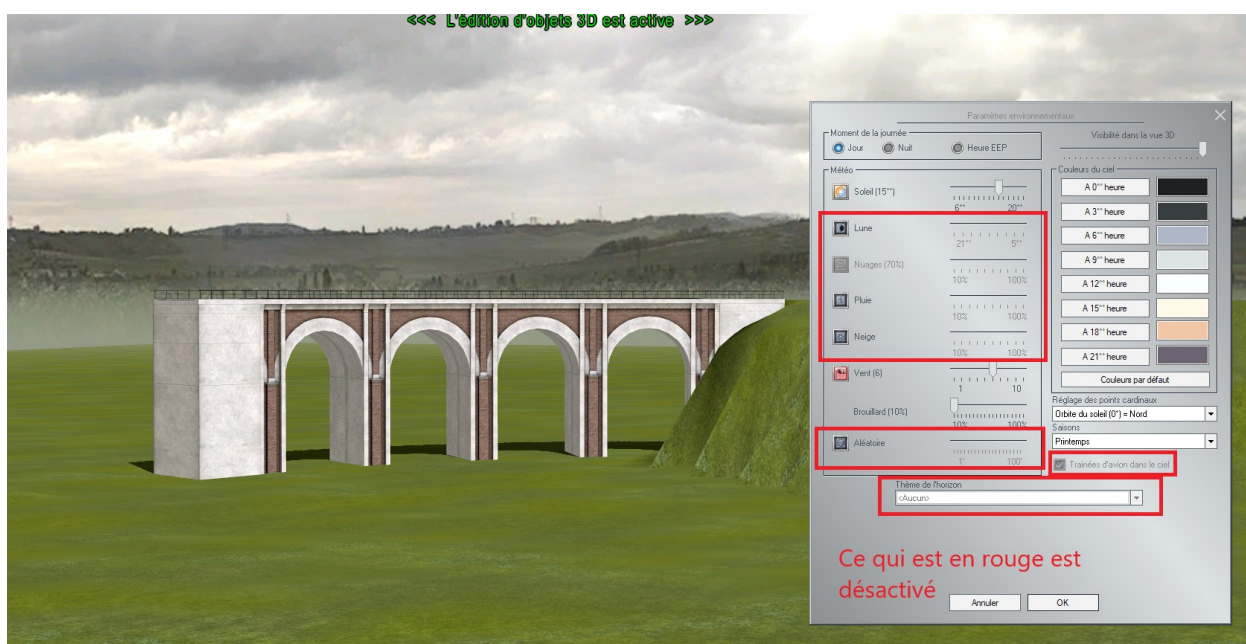 <<< L'édition d'objets 3D est active >>>
Paramètres environnementaux
Moment de la journée
Jour
Nuit
Heure EEP
Visibilité dans la vue 3D
Météo
Soleil (15°°)
6°° 20°°
Lune
21°° 5°°
Nuages (70%)
10% 100%
Pluie
10% 100%
Neige
10% 100%
Vent (6)
1 10
Brouillard (10%)
10% 100%
Aléatoire
1' 100'
Couleurs du ciel
A 0°° heure
A 3°° heure
A 6°° heure
A 9°° heure
A 12°° heure
A 15°° heure
A 18°° heure
A 21°° heure
Couleurs par défaut
Réglage des points cardinaux
Orbite du soleil (0°) = Nord
Saisons
Printemps
Trainées d'avion dans le ciel
Thème de l'horizon
<Aucun>
Ce qui est en rouge est
désactivé
Annuler
OK